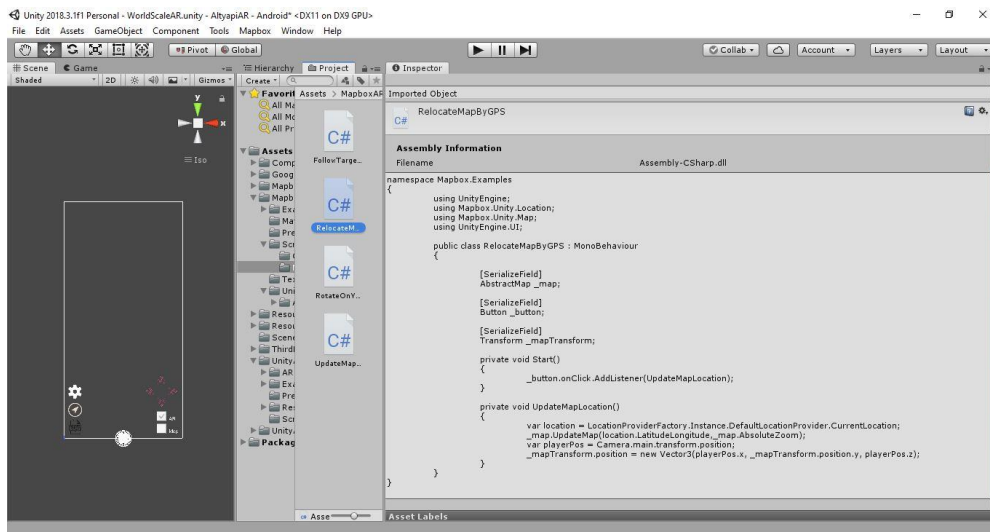 Unity 2018.3.1f1 Personal - WorldScaleAR.unity - AltyapiAR - Android* <DX11 on DX9 GPU>
File Edit Assets GameObject Component Tools Mapbox Window Help
Pivot Global Collab Account Layers Layout
Scene Game Hierarchy Project Inspector
Shaded 2D Gizmos Create
y
x
Iso
Favorit
All Ma
All Mo
All Pr
Assets
Comp
Goog
Mapb
Mapb
Exa
Ma
Pre
Scr
Te
Uni
Resou
Resou
Scene
Third
Unity
AR
Exa
Pre
Re
Scr
Unity
Packag
Assets > MapboxAR
C#
FollowTarge...
C#
RelocateM...
C#
RotateOnY...
C#
UpdateMap...
Asse
AR
Map
Imported Object
C#
RelocateMapByGPS
Assembly Information
Filename Assembly-CSharp.dll
namespace Mapbox.Examples
{
using UnityEngine;
using Mapbox.Unity.Location;
using Mapbox.Unity.Map;
using UnityEngine.UI;
public class RelocateMapByGPS : MonoBehaviour
{
[SerializeField]
AbstractMap _map;
[SerializeField]
Button _button;
[SerializeField]
Transform _mapTransform;
private void Start()
{
_button.onClick.AddListener(UpdateMapLocation);
}
private void UpdateMapLocation()
{
var location = LocationProviderFactory.Instance.DefaultLocationProvider.CurrentLocation;
_map.UpdateMap(location.LatitudeLongitude,_map.AbsoluteZoom);
var playerPos = Camera.main.transform.position;
_mapTransform.position = new Vector3(playerPos.x, _mapTransform.position.y, playerPos.z);
}
}
}
Asset Labels